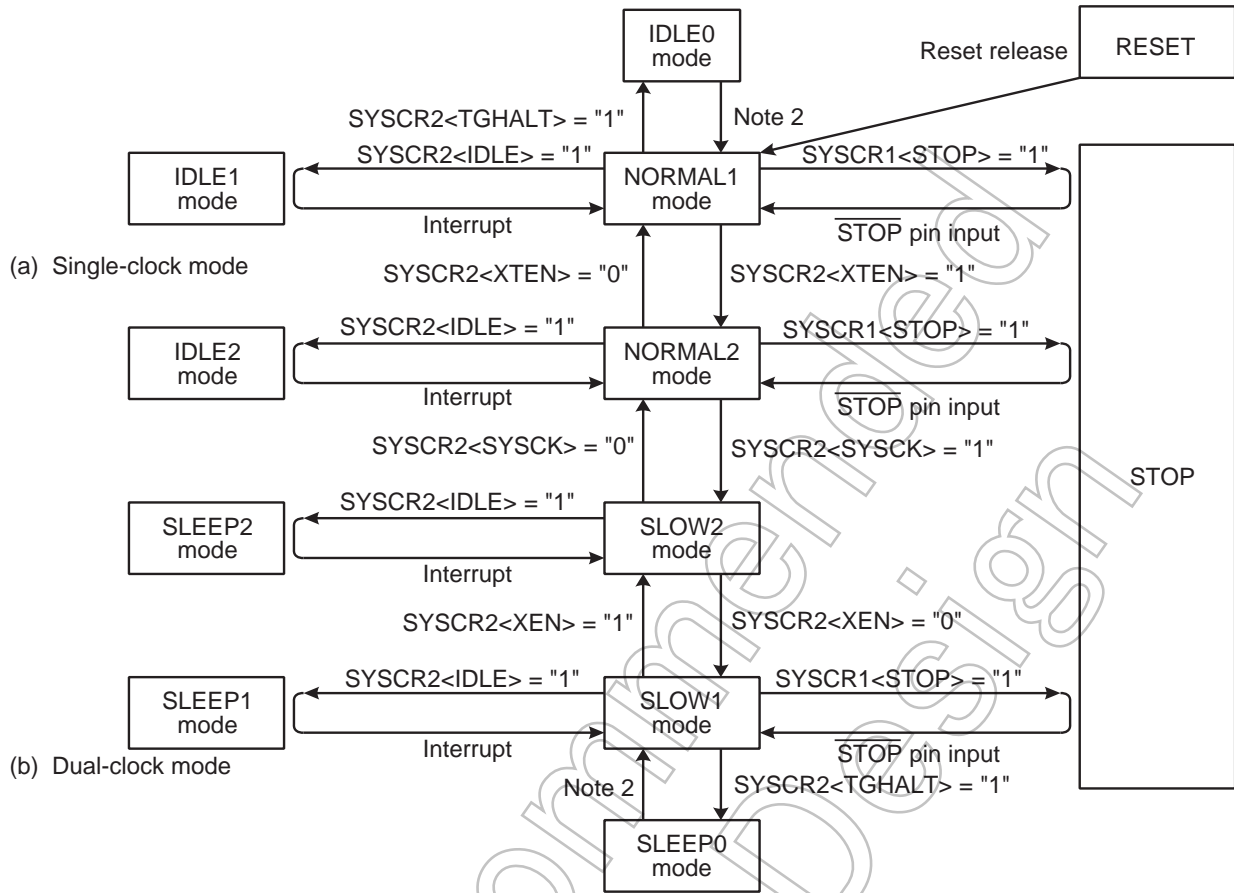 IDLE0
mode
Reset release
RESET
SYSCR2<TGHALT> = "1"
Note 2
SYSCR2<IDLE> = "1"
SYSCR1<STOP> = "1"
IDLE1
mode
NORMAL1
mode
Interrupt
STOP pin input
(a) Single-clock mode
SYSCR2<XTEN> = "0"
SYSCR2<XTEN> = "1"
SYSCR2<IDLE> = "1"
SYSCR1<STOP> = "1"
IDLE2
mode
NORMAL2
mode
Interrupt
STOP pin input
SYSCR2<SYSCK> = "0"
SYSCR2<SYSCK> = "1"
STOP
SYSCR2<IDLE> = "1"
SLEEP2
mode
SLOW2
mode
Interrupt
SYSCR2<XEN> = "1"
SYSCR2<XEN> = "0"
SYSCR2<IDLE> = "1"
SYSCR1<STOP> = "1"
SLEEP1
mode
SLOW1
mode
Interrupt
STOP pin input
(b) Dual-clock mode
Note 2
SYSCR2<TGHALT> = "1"
SLEEP0
mode
ommended
Design